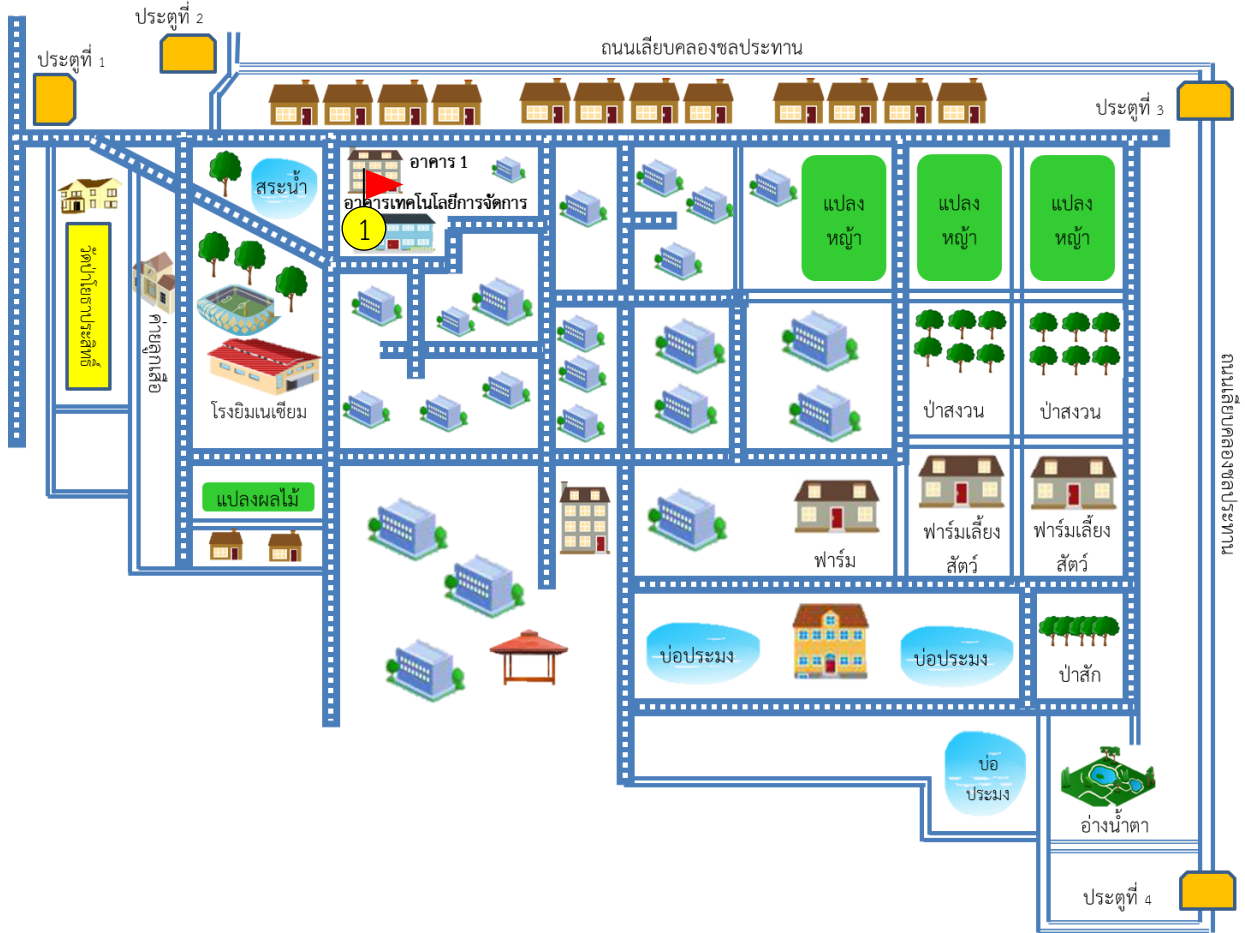 ประตูที่ 2
ประตูที่ 1
ถนนเลียบคลองชลประทาน
ประตูที่ 3
อาคาร 1
สระน้ำ
อาคารเทคโนโลยีการจัดการ
1
แปลง
หญ้า
แปลง
หญ้า
แปลง
หญ้า
วัดป่าโยธาประสิทธิ์
ค่ายลูกเสือ
โรงยิมเนเซียม
ป่าสงวน
ป่าสงวน
ถนนเลียบคลองชลประทาน
แปลงผลไม้
ฟาร์ม
ฟาร์มเลี้ยง
สัตว์
ฟาร์มเลี้ยง
สัตว์
บ่อประมง
บ่อประมง
ป่าสัก
บ่อ
ประมง
อ่างน้ำตา
ประตูที่ 4